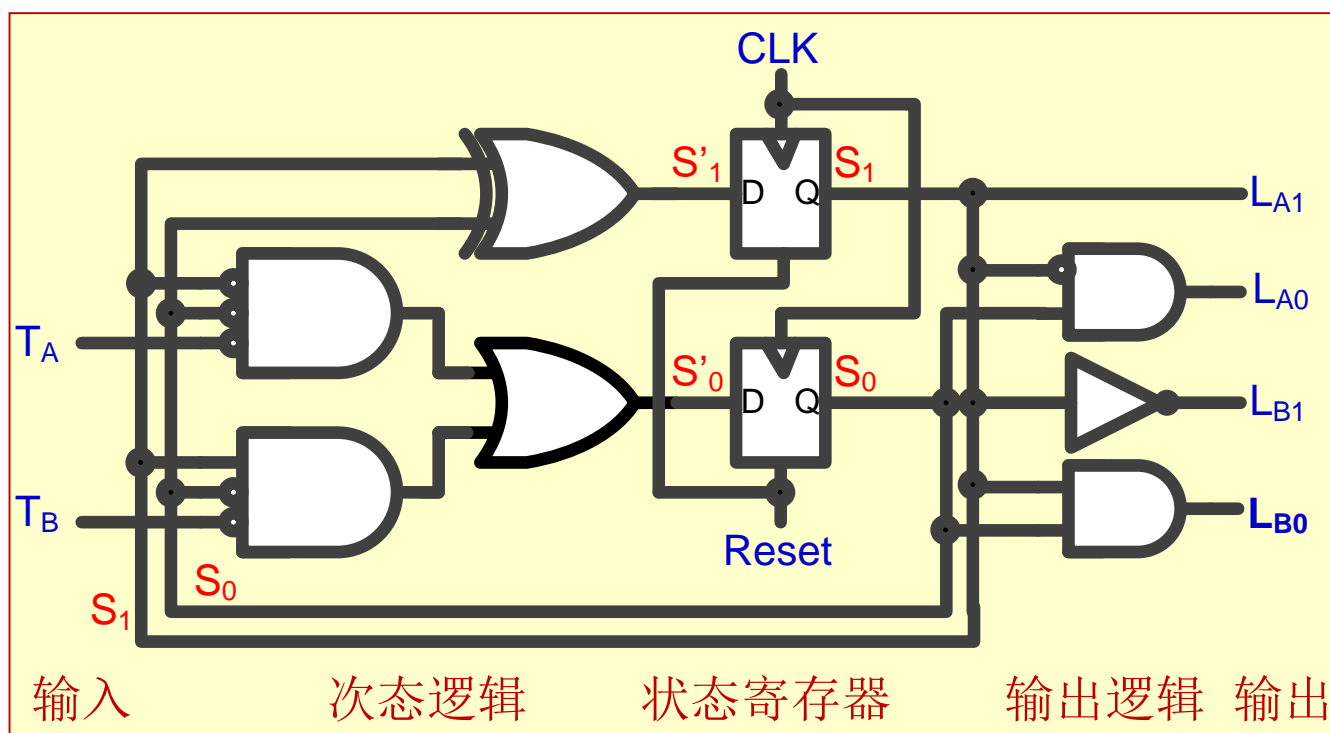 CLK
S’1
S1
D
Q
LA1
LA0
TA
S’0
S0
D
Q
LB1
TB
LB0
Reset
S0
S1
输入
次态逻辑
状态寄存器
输出逻辑
输出